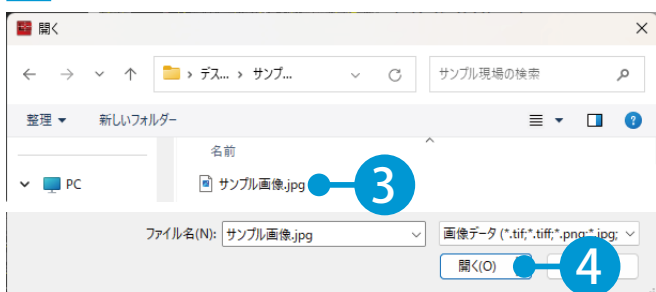 開く
デス... › サンプ...
サンプル現場の検索
整理
新しいフォルダー
名前
PC
サンプル画像.jpg
3
ファイル名(N):
サンプル画像.jpg
画像データ (*.tif;*.tiff;*.png;*.jpg;
開く(O)
4